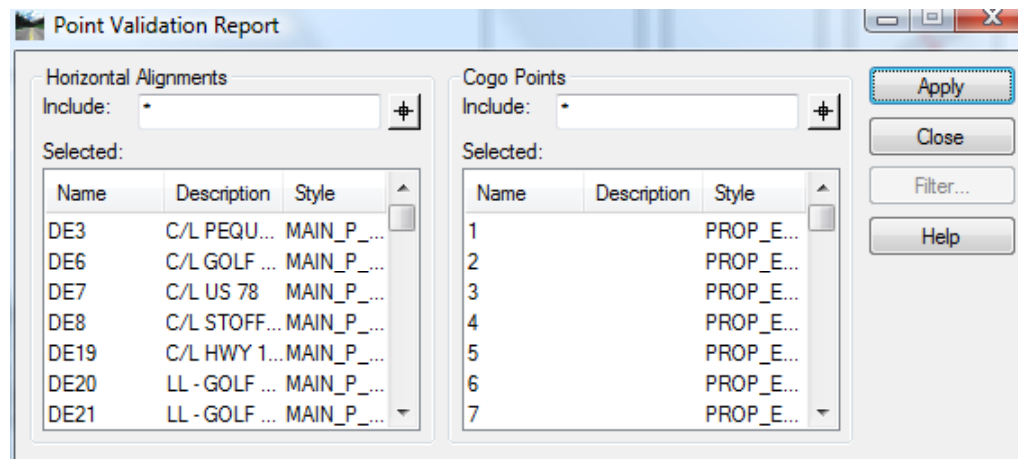 Point Validation Report
Horizontal Alignments
Include: *
Selected:
Name Description Style
DE3 C/L PEQU... MAIN_P_...
DE6 C/L GOLF ... MAIN_P_...
DE7 C/L US 78 MAIN_P_...
DE8 C/L STOFF... MAIN_P_...
DE19 C/L HWY 1... MAIN_P_...
DE20 LL - GOLF ... MAIN_P_...
DE21 LL - GOLF ... MAIN_P_...
Cogo Points
Include: *
Selected:
Name Description Style
1 PROP_E...
2 PROP_E...
3 PROP_E...
4 PROP_E...
5 PROP_E...
6 PROP_E...
7 PROP_E...
Apply
Close
Filter...
Help